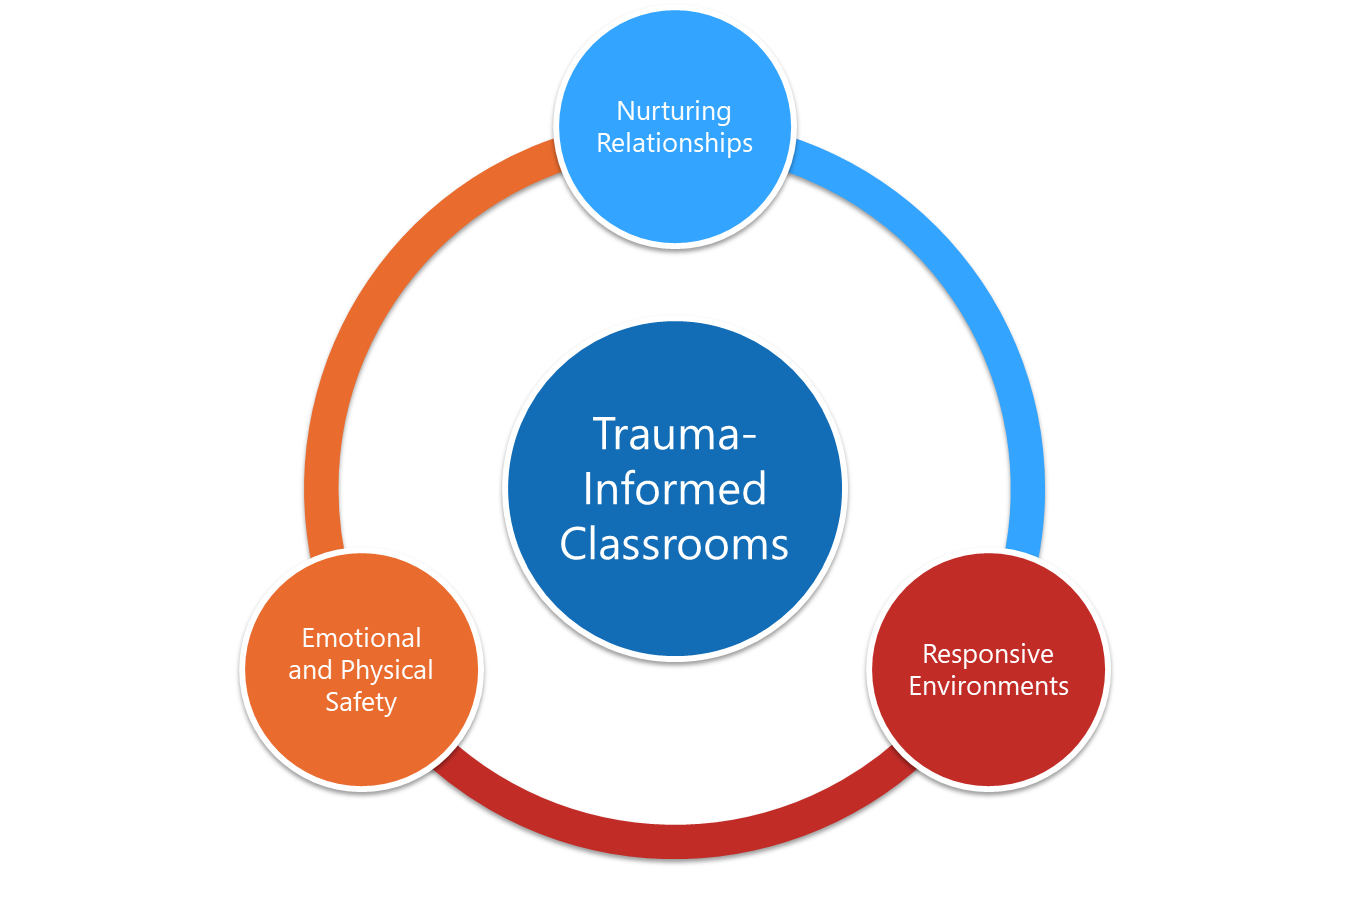 Nurturing
Relationships
Trauma-
Informed
Classrooms
Emotional
and Physical
Safety
Responsive
Environments